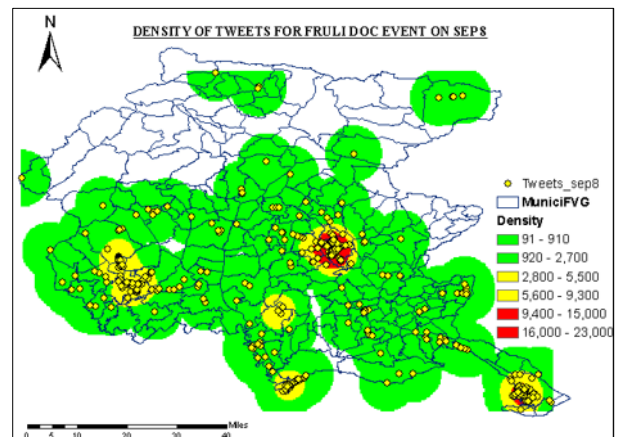 N
DENSITY OF TWEETS FOR FRULI DOC EVENT ON SEP 8
Tweets_sep8
MuniciFVG
Density
91 - 910
920 - 2,700
2,800 - 5,500
5,600 - 9,300
9,400 - 15,000
16,000 - 23,000
Miles
0 5 10 20 30 40